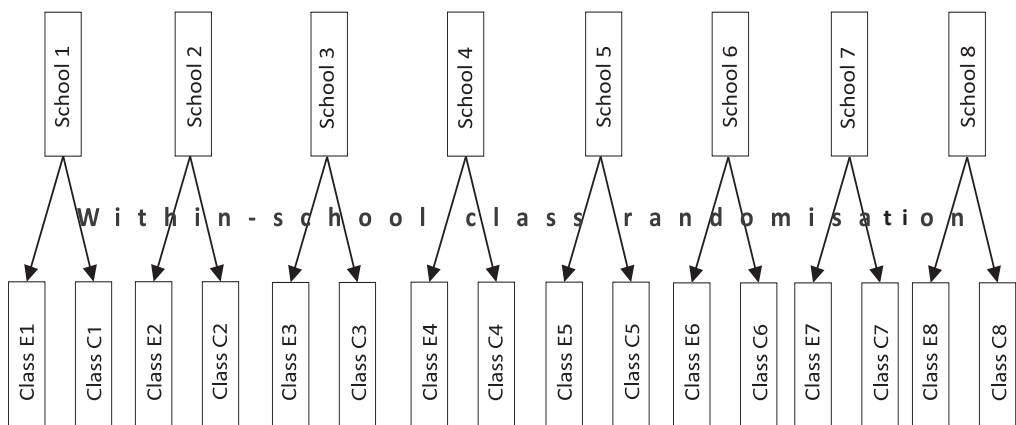 School 1
School 2
School 3
School 4
School 5
School 6
School 7
School 8
Within-school class randomisation
Class E1
Class C1
Class E2
Class C2
Class E3
Class C3
Class E4
Class C4
Class E5
Class C5
Class E6
Class C6
Class E7
Class C7
Class E8
Class C8